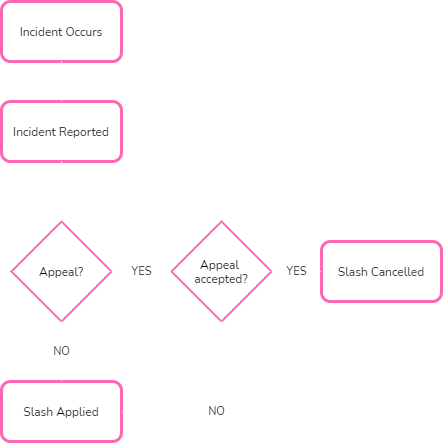 Incident Occurs
Incident Reported
Appeal?
YES
Appeal
accepted?
YES
Slash Cancelled
NO
Slash Applied
NO